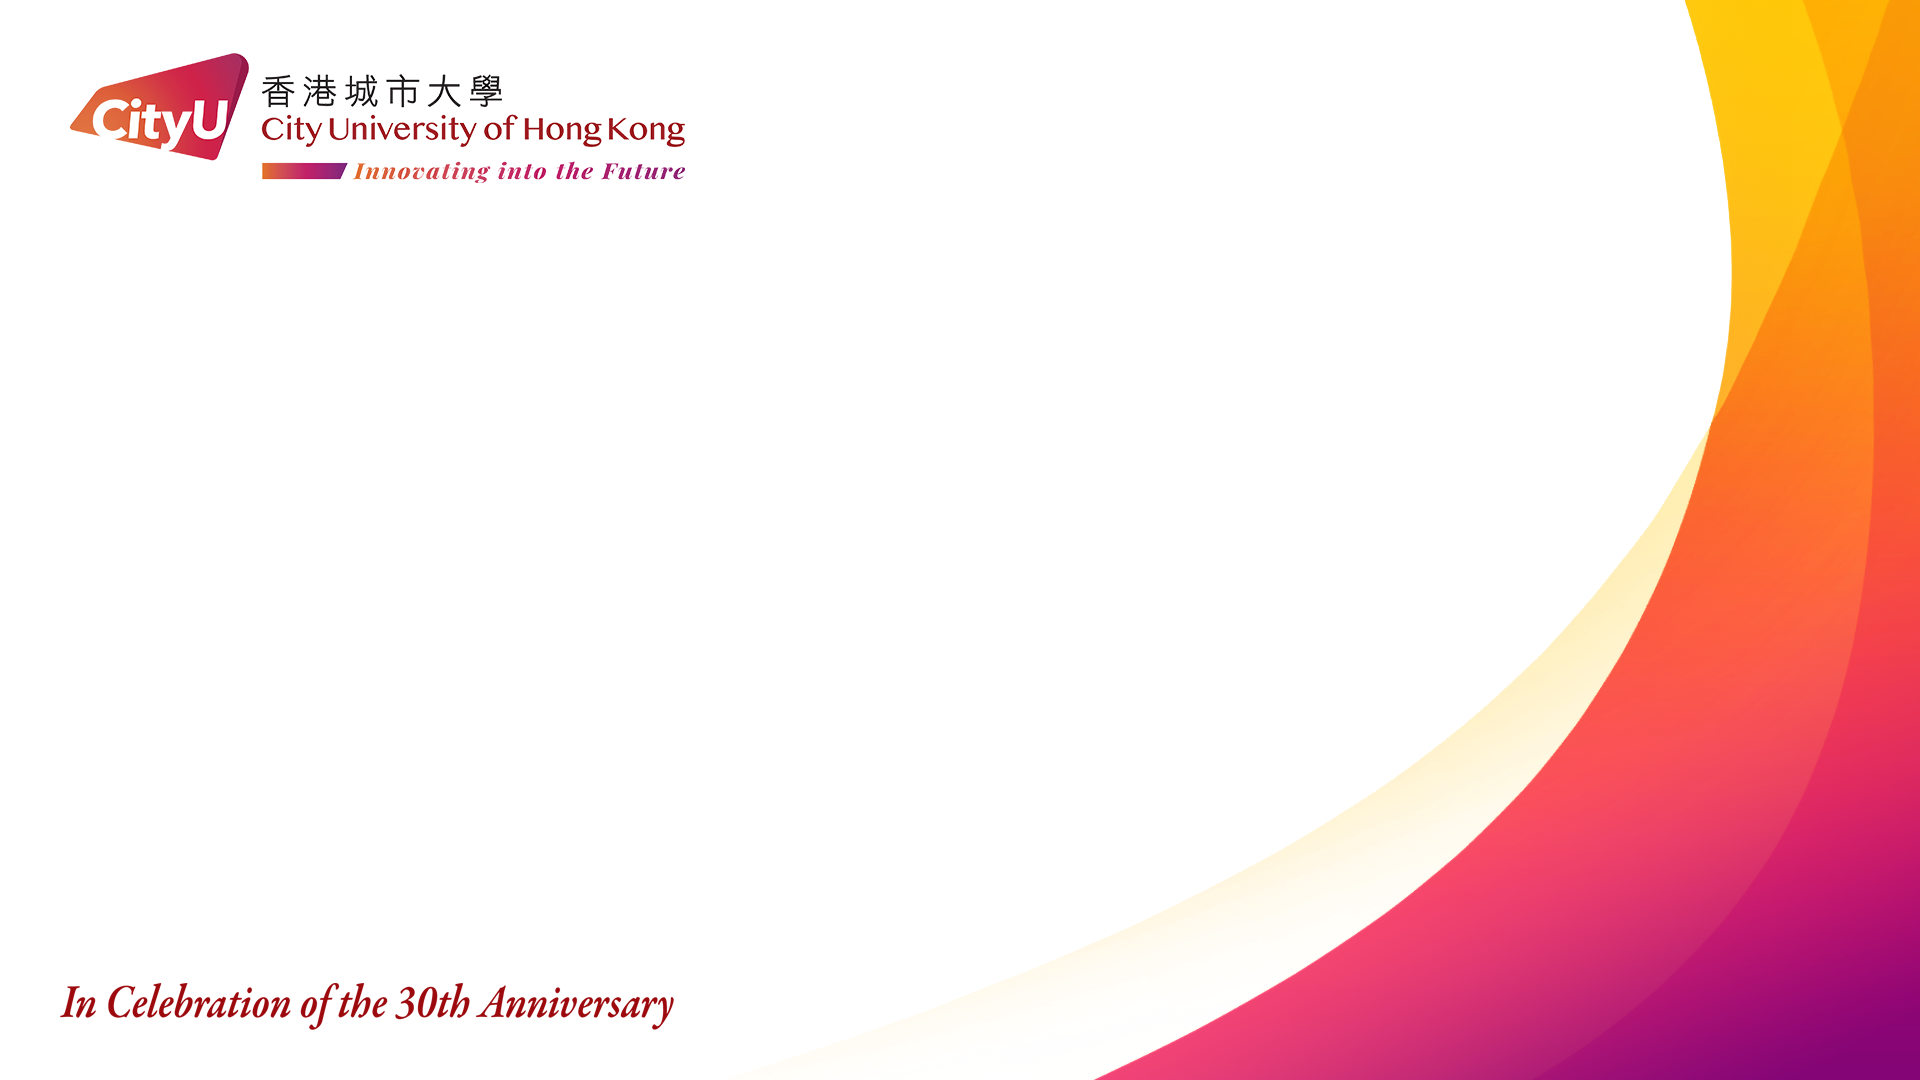 CityU
香港城市大學
City University of Hong Kong
Innovating into the Future
In Celebration of the 30th Anniversary